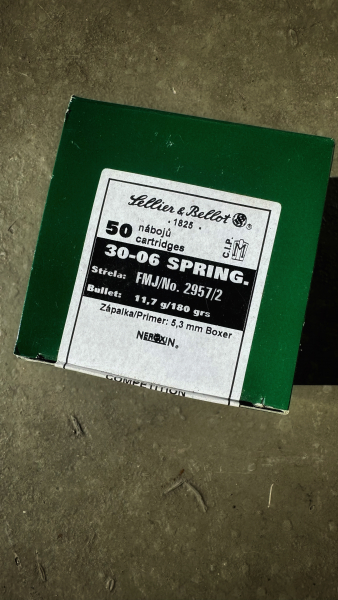 Sellier & Bellot ®
· 1825 ·
50 nábojů
cartridges
C.I.P.
30-06 SPRING.
Střela: FMJ/No. 2957/2
Bullet: 11,7 g/180 grs
Zápalka/Primer: 5,3 mm Boxer
NEROXIN®
COMPETITION